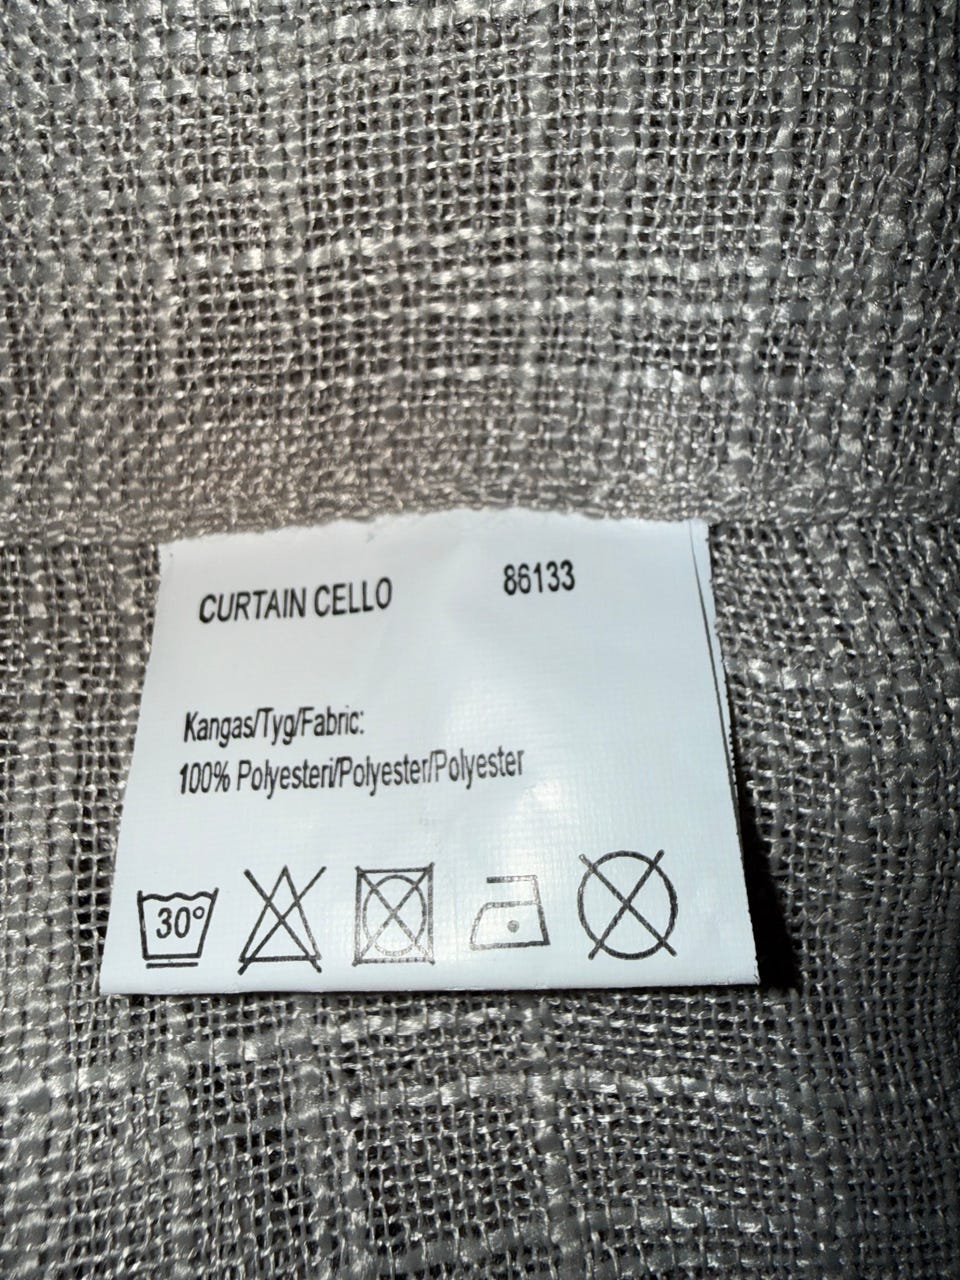 CURTAIN CELLO 86133
Kangas/Tyg/Fabric:
100% Polyesteri/Polyester/Polyester
30°